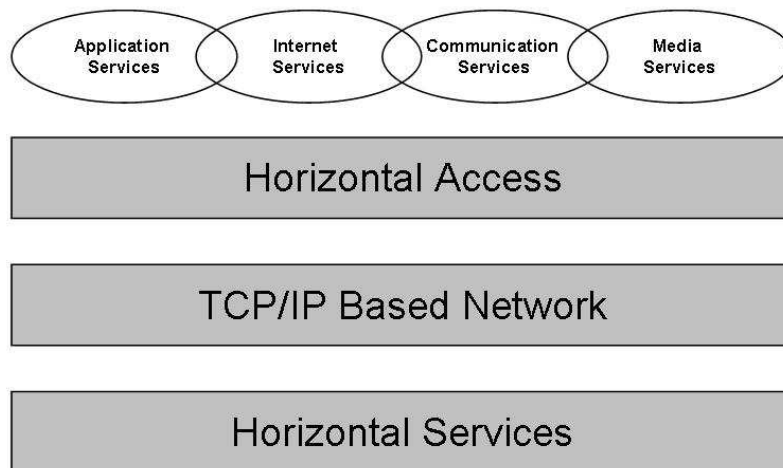 Application
Services
Internet
Services
Communication
Services
Media
Services
Horizontal Access
TCP/IP Based Network
Horizontal Services